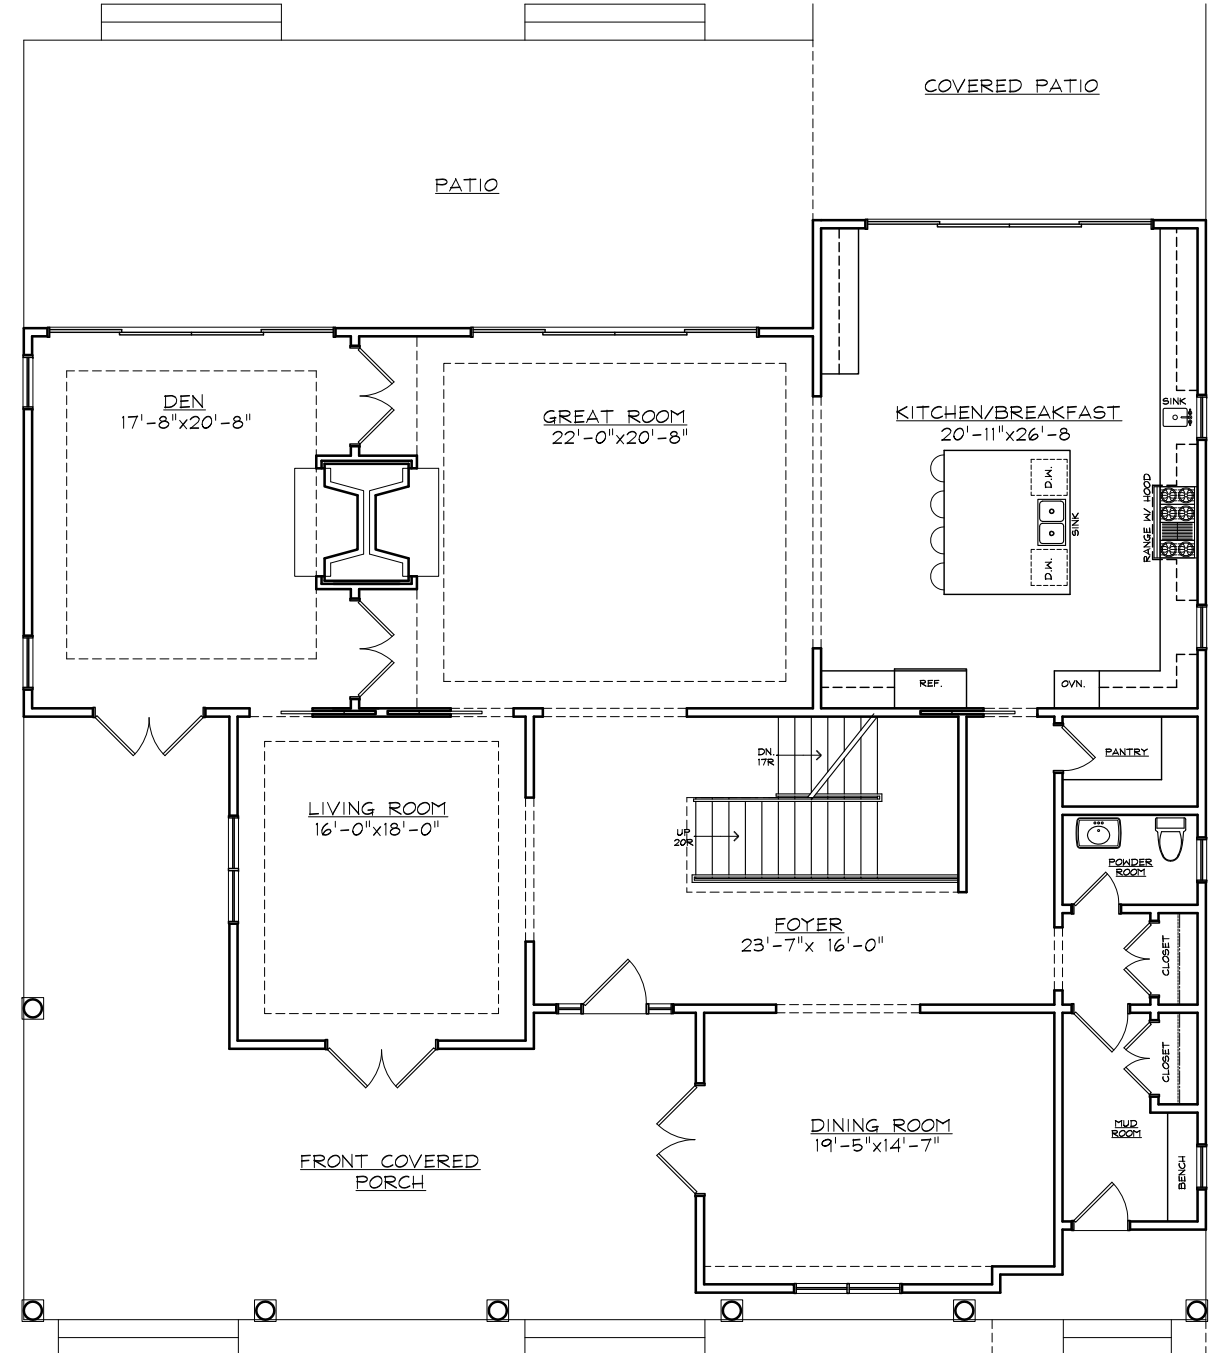 COVERED PATIO
PATIO
DEN
17'-8"x20'-8"
GREAT ROOM
22'-0"x20'-8"
KITCHEN/BREAKFAST
20'-11"x26'-8
SINK
D.W.
SINK
D.W.
RANGE W/ HOOD
REF.
OVN.
DN.
17R
PANTRY
LIVING ROOM
16'-0"x18'-0"
UP
20R
POWDER
ROOM
FOYER
23'-7"x 16'-0"
CLOSET
CLOSET
DINING ROOM
19'-5"x14'-7"
MUD
ROOM
BENCH
FRONT COVERED
PORCH